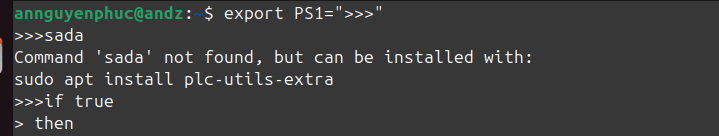 annguyenphuc@andz:~$ export PS1=">>>"
>>>sada
Command 'sada' not found, but can be installed with:
sudo apt install plc-utils-extra
>>>if true
> then